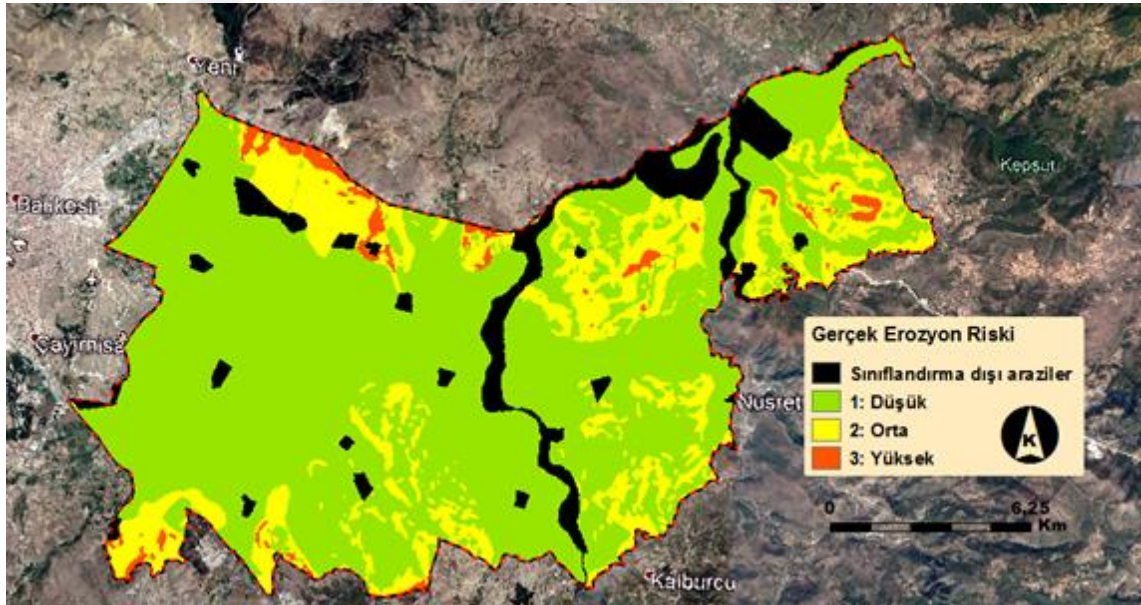 Yeni
Balıkesir
Kepsut
Çayırhisa
Nusret
Kalburcu
Gerçek Erozyon Riski
Sınıflandırma dışı araziler
1: Düşük
2: Orta
3: Yüksek
K
0 6,25
Km